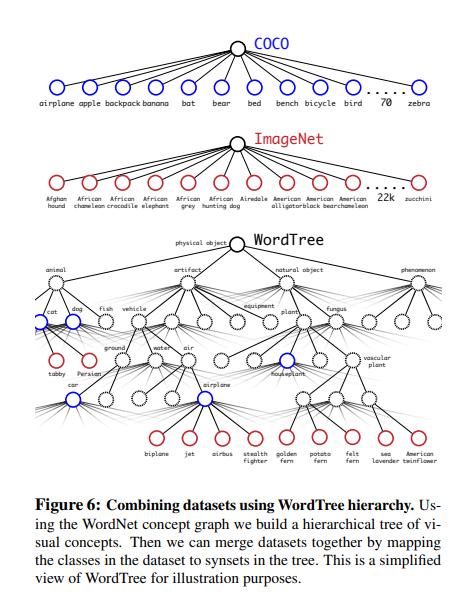 COCO
airplane apple backpack banana bat bear bed bench bicycle bird 70 zebra
ImageNet
Afghan hound African chameleon African crocodile African elephant African grey African hunting dog Airedale American alligator American black bear American chameleon 22k zucchini
physical object WordTree
animal artifact natural object phenomenon
cat dog fish vehicle equipment plant fungus
ground water air vascular plant
tabby Persian houseplant
car airplane
biplane jet airbus stealth fighter golden fern potato fern felt fern sea lavender American twinflower
Figure 6: Combining datasets using WordTree hierarchy. Us-
ing the WordNet concept graph we build a hierarchical tree of vi-
sual concepts. Then we can merge datasets together by mapping
the classes in the dataset to synsets in the tree. This is a simplified
view of WordTree for illustration purposes.